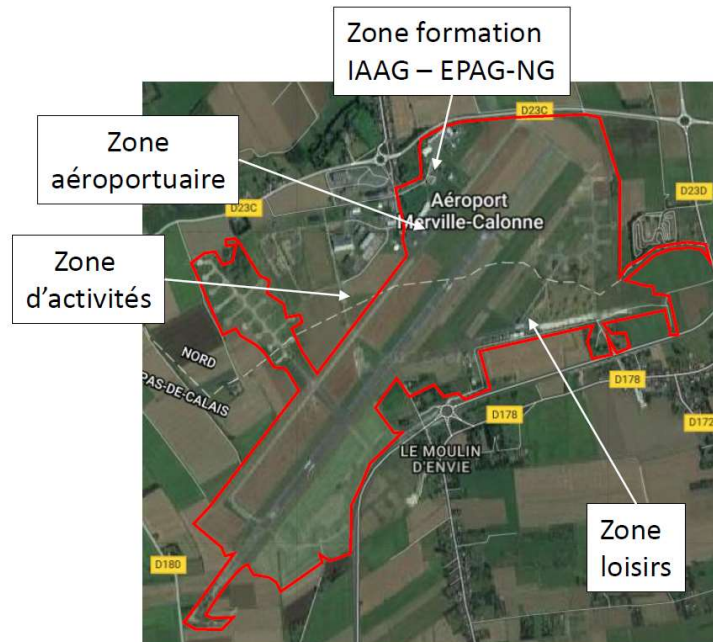 Zone formation
IAAG – EPAG-NG
D23C
Zone
aéroportuaire
D23D
Aéroport
Merville-Calonne
D23C
Zone
d'activités
NORD
PAS-DE-CALAIS
D178
D178
D172
LE MOULIN
D'ENVIE
Zone
loisirs
D180